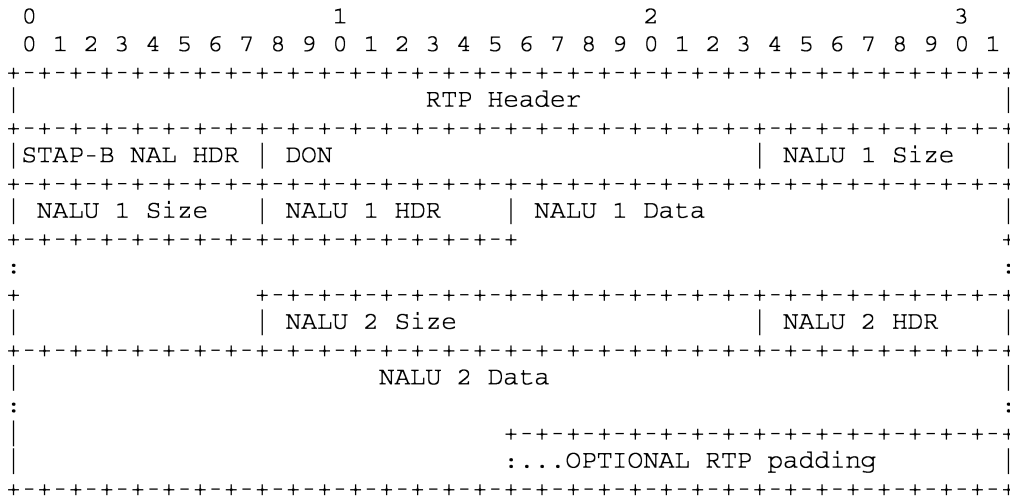 0                   1                   2                   3
 0 1 2 3 4 5 6 7 8 9 0 1 2 3 4 5 6 7 8 9 0 1 2 3 4 5 6 7 8 9 0 1
+-+-+-+-+-+-+-+-+-+-+-+-+-+-+-+-+-+-+-+-+-+-+-+-+-+-+-+-+-+-+-+-+
|                          RTP Header                           |
+-+-+-+-+-+-+-+-+-+-+-+-+-+-+-+-+-+-+-+-+-+-+-+-+-+-+-+-+-+-+-+-+
|STAP-B NAL HDR | DON                           | NALU 1 Size   |
+-+-+-+-+-+-+-+-+-+-+-+-+-+-+-+-+-+-+-+-+-+-+-+-+-+-+-+-+-+-+-+-+
| NALU 1 Size   | NALU 1 HDR    | NALU 1 Data                   |
+-+-+-+-+-+-+-+-+-+-+-+-+-+-+-+-+                               +
:                                                               :
+               +-+-+-+-+-+-+-+-+-+-+-+-+-+-+-+-+-+-+-+-+-+-+-+-+
|               | NALU 2 Size                   | NALU 2 HDR    |
+-+-+-+-+-+-+-+-+-+-+-+-+-+-+-+-+-+-+-+-+-+-+-+-+-+-+-+-+-+-+-+-+
|                       NALU 2 Data                             |
:                                                               :
|                               +-+-+-+-+-+-+-+-+-+-+-+-+-+-+-+-+
|                               :...OPTIONAL RTP padding        |
+-+-+-+-+-+-+-+-+-+-+-+-+-+-+-+-+-+-+-+-+-+-+-+-+-+-+-+-+-+-+-+-+